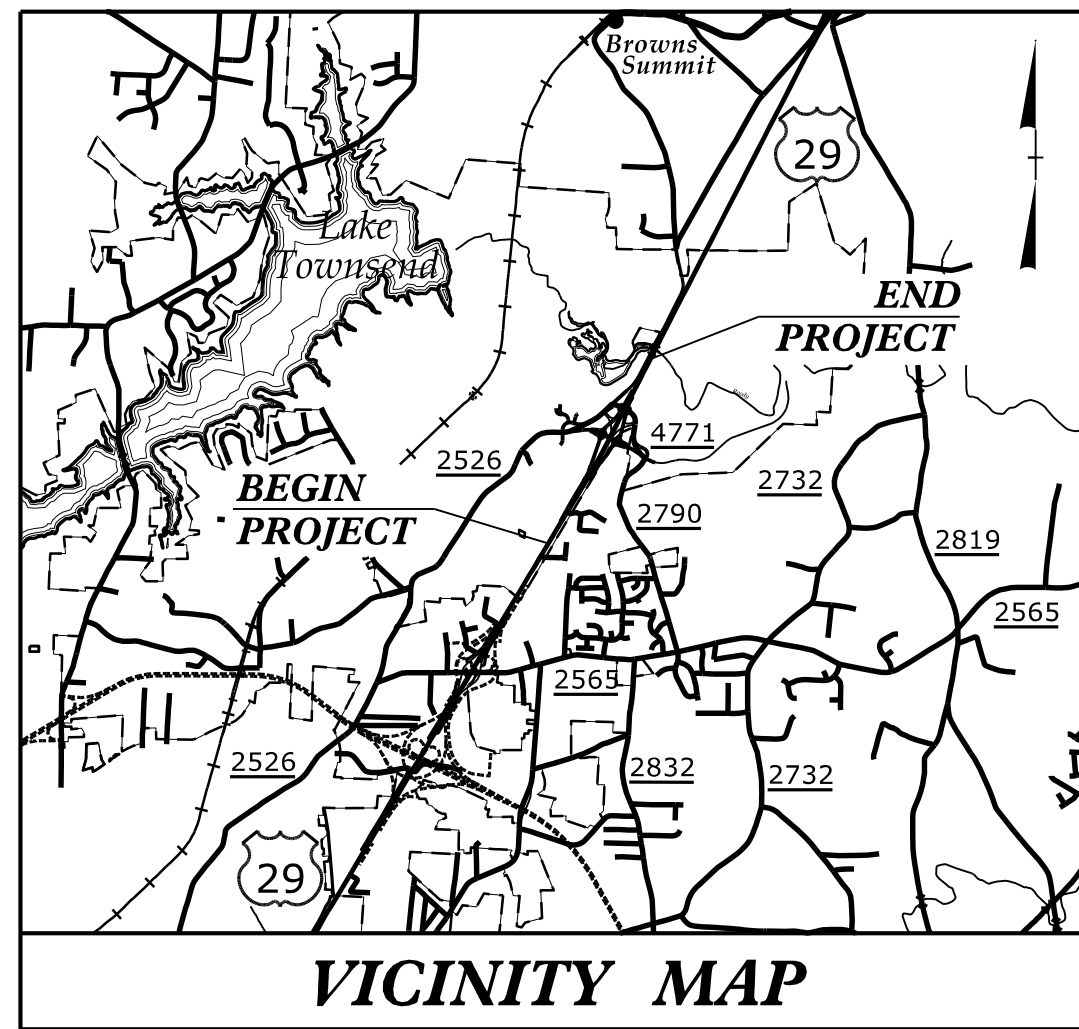 Browns
Summit
29
Lake
Townsend
END
PROJECT
4771
2526
2732
BEGIN
PROJECT
2790
2819
2565
2565
2526
2832
2732
29
VICINITY MAP